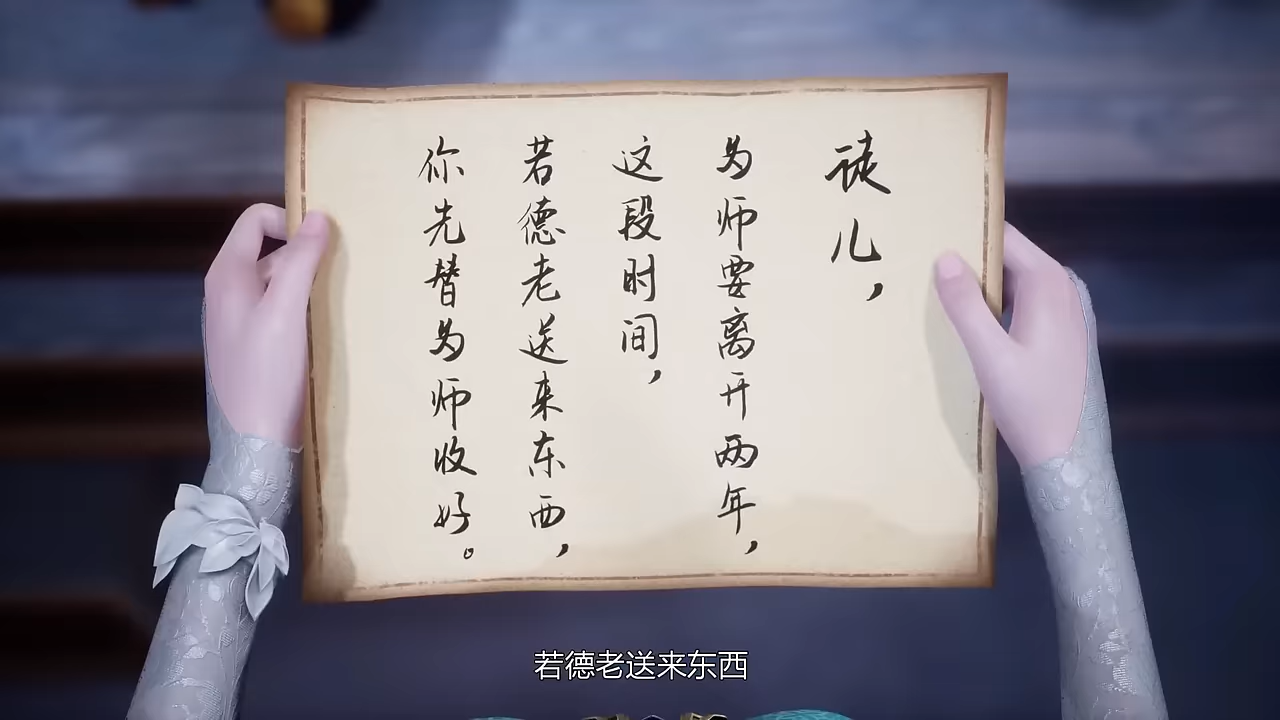 徒儿，
为师要离开两年，
这段时间，
若德老送来东西，
你先替为师收好。
若德老送来东西